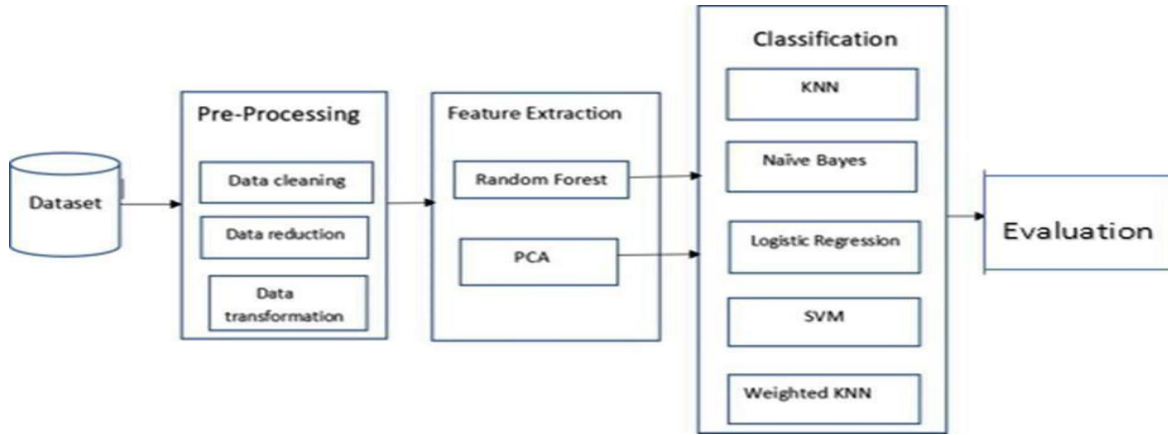 Dataset
Pre-Processing
Data cleaning
Data reduction
Data
transformation
Feature Extraction
Random Forest
PCA
Classification
KNN
Naïve Bayes
Logistic Regression
SVM
Weighted KNN
Evaluation